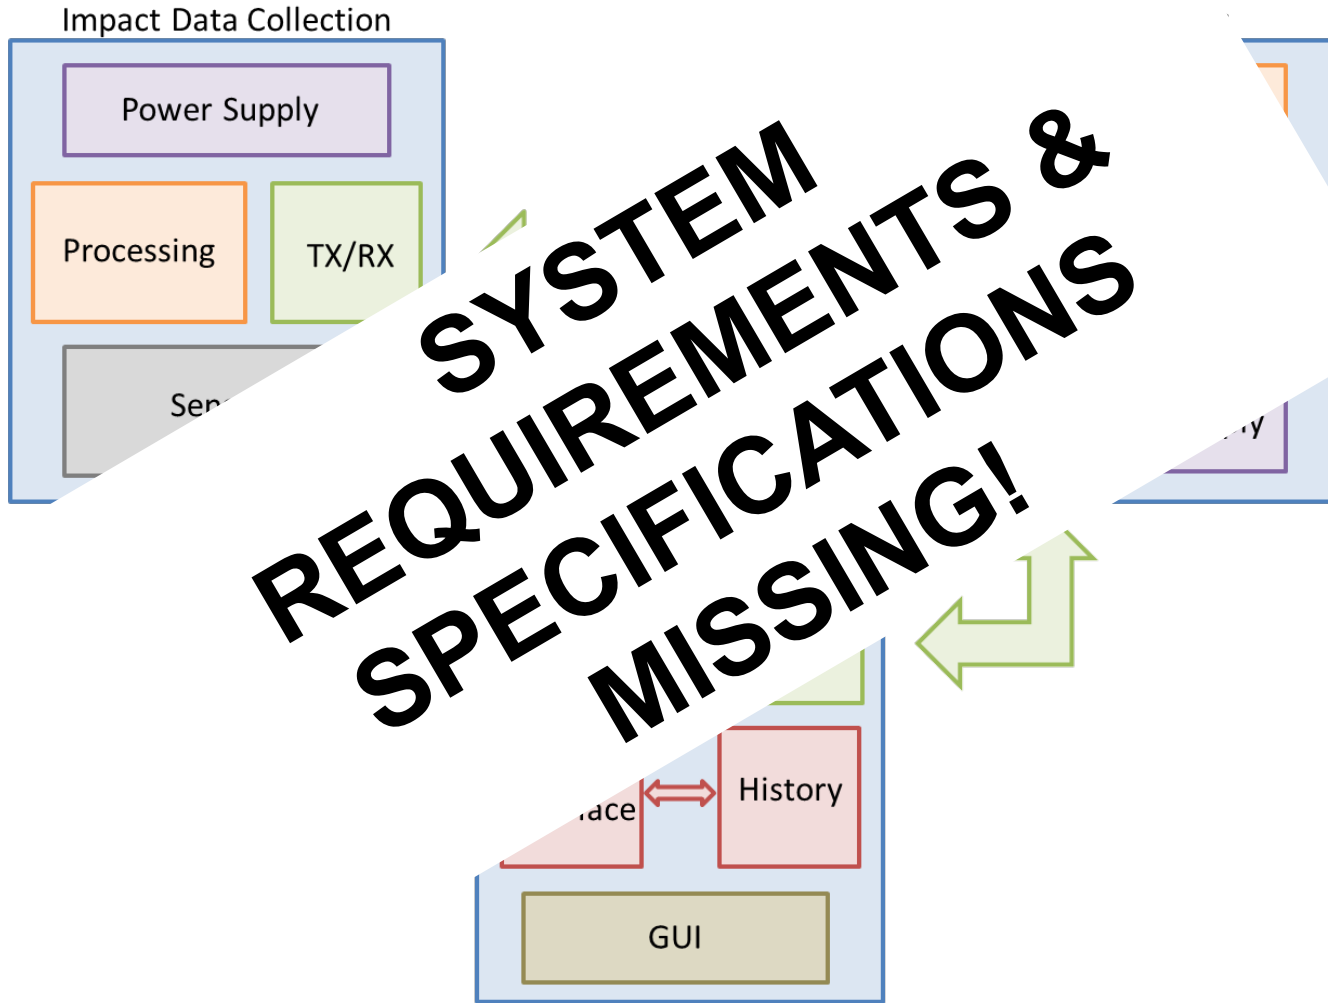 Impact Data Collection
Power Supply
Processing
TX/RX
SYSTEM
REQUIREMENTS &
SPECIFICATIONS
MISSING!
History
GUI